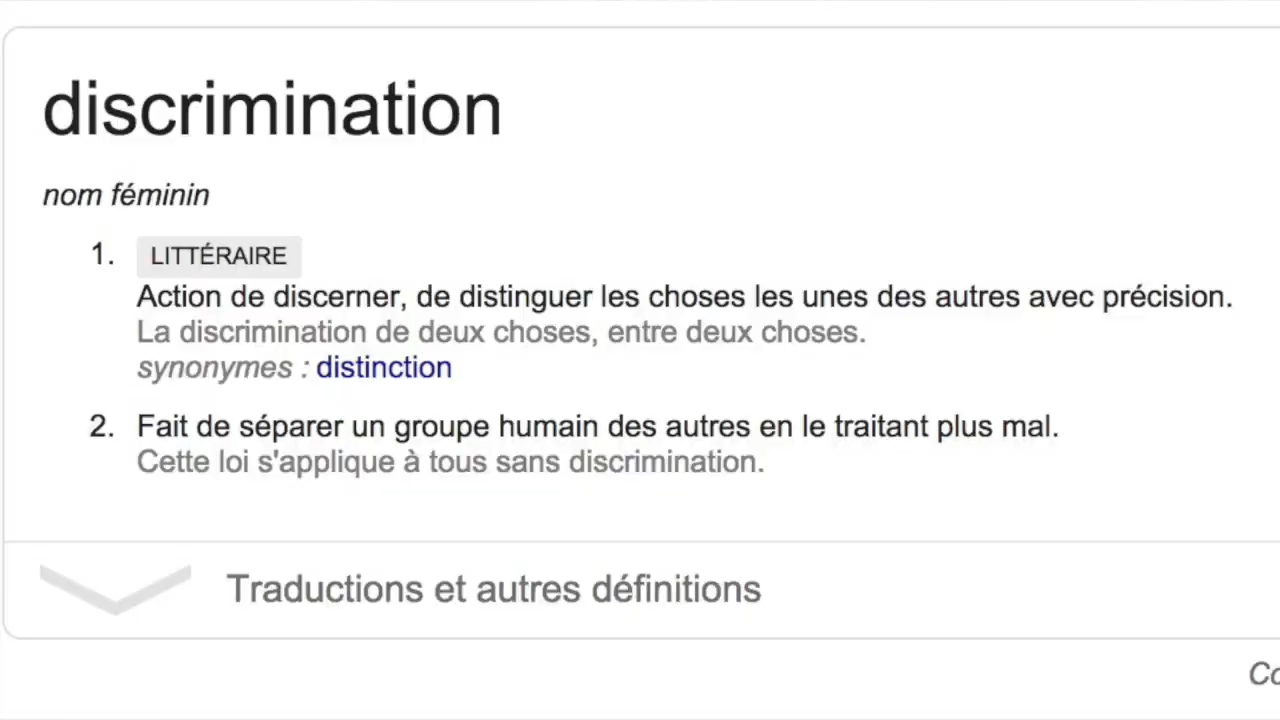 discrimination
nom féminin
1. LITTÉRAIRE
Action de discerner, de distinguer les choses les unes des autres avec précision.
La discrimination de deux choses, entre deux choses.
synonymes : distinction
2. Fait de séparer un groupe humain des autres en le traitant plus mal.
Cette loi s'applique à tous sans discrimination.
Traductions et autres définitions